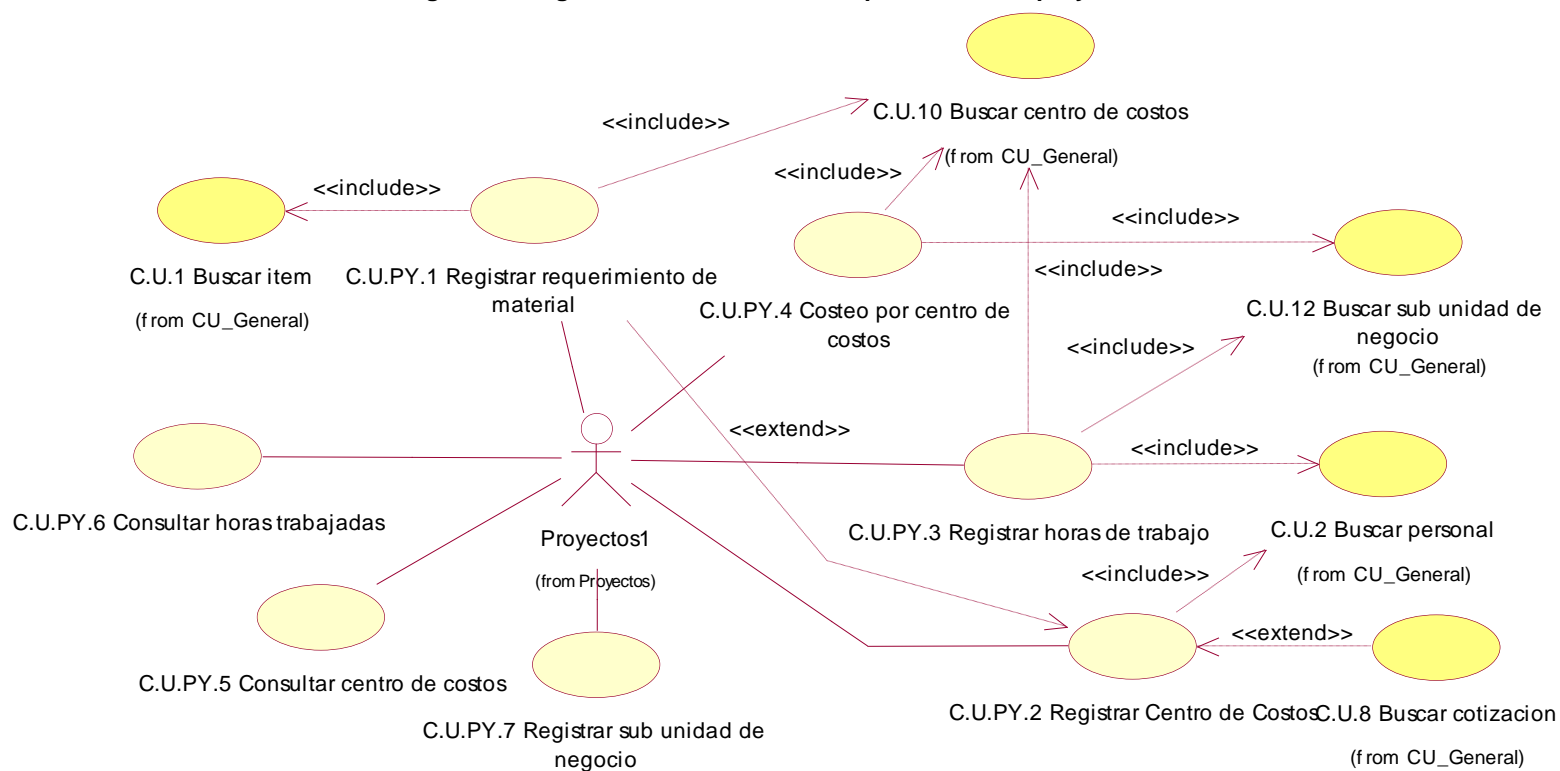 <<include>>
C.U.10 Buscar centro de costos
(from CU_General)
<<include>>
<<include>>
<<include>>
C.U.1 Buscar item
(from CU_General)
C.U.PY.1 Registrar requerimiento de
material
C.U.PY.4 Costeo por centro de
costos
<<include>>
C.U.12 Buscar sub unidad de
negocio
(from CU_General)
<<include>>
<<extend>>
<<include>>
C.U.PY.6 Consultar horas trabajadas
Proyectos1
(from Proyectos)
C.U.PY.3 Registrar horas de trabajo
C.U.2 Buscar personal
(from CU_General)
<<include>>
<<extend>>
C.U.PY.5 Consultar centro de costos
C.U.PY.7 Registrar sub unidad de
negocio
C.U.PY.2 Registrar Centro de Costos
C.U.8 Buscar cotizacion
(from CU_General)